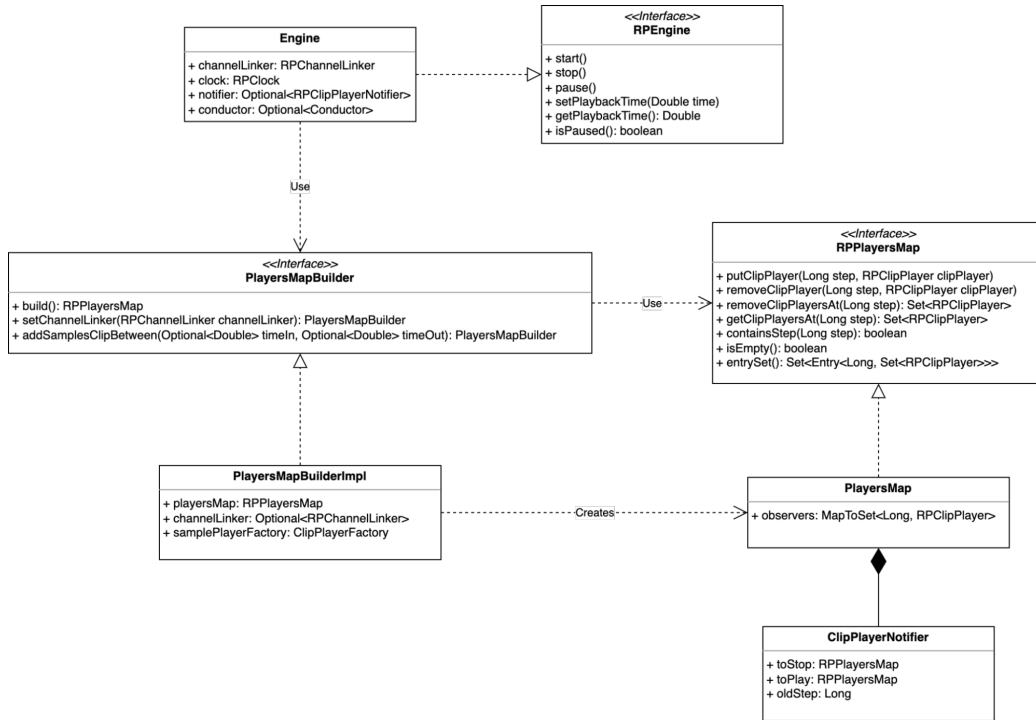 Engine
+ channelLinker: RPChannelLinker
+ clock: RPClock
+ notifier: Optional<RPClipPlayerNotifier>
+ conductor: Optional<Conductor>
<<Interface>>
RPEngine
+ start()
+ stop()
+ pause()
+ setPlaybackTime(Double time)
+ getPlaybackTime(): Double
+ isPaused(): boolean
Use
<<Interface>>
PlayersMapBuilder
+ build(): RPPlayersMap
+ setChannelLinker(RPChannelLinker channelLinker): PlayersMapBuilder
+ addSamplesClipBetween(Optional<Double> timeIn, Optional<Double> timeOut): PlayersMapBuilder
Use
<<Interface>>
RPPlayersMap
+ putClipPlayer(Long step, RPClipPlayer clipPlayer)
+ removeClipPlayer(Long step, RPClipPlayer clipPlayer)
+ removeClipPlayersAt(Long step): Set<RPClipPlayer>
+ getClipPlayersAt(Long step): Set<RPClipPlayer>
+ containsStep(Long step): boolean
+ isEmpty(): boolean
+ entrySet(): Set<Entry<Long, Set<RPClipPlayer>>>
PlayersMapBuilderImpl
+ playersMap: RPPlayersMap
+ channelLinker: Optional<RPChannelLinker>
+ samplePlayerFactory: ClipPlayerFactory
Creates
PlayersMap
+ observers: MapToSet<Long, RPClipPlayer>
ClipPlayerNotifier
+ toStop: RPPlayersMap
+ toPlay: RPPlayersMap
+ oldStep: Long